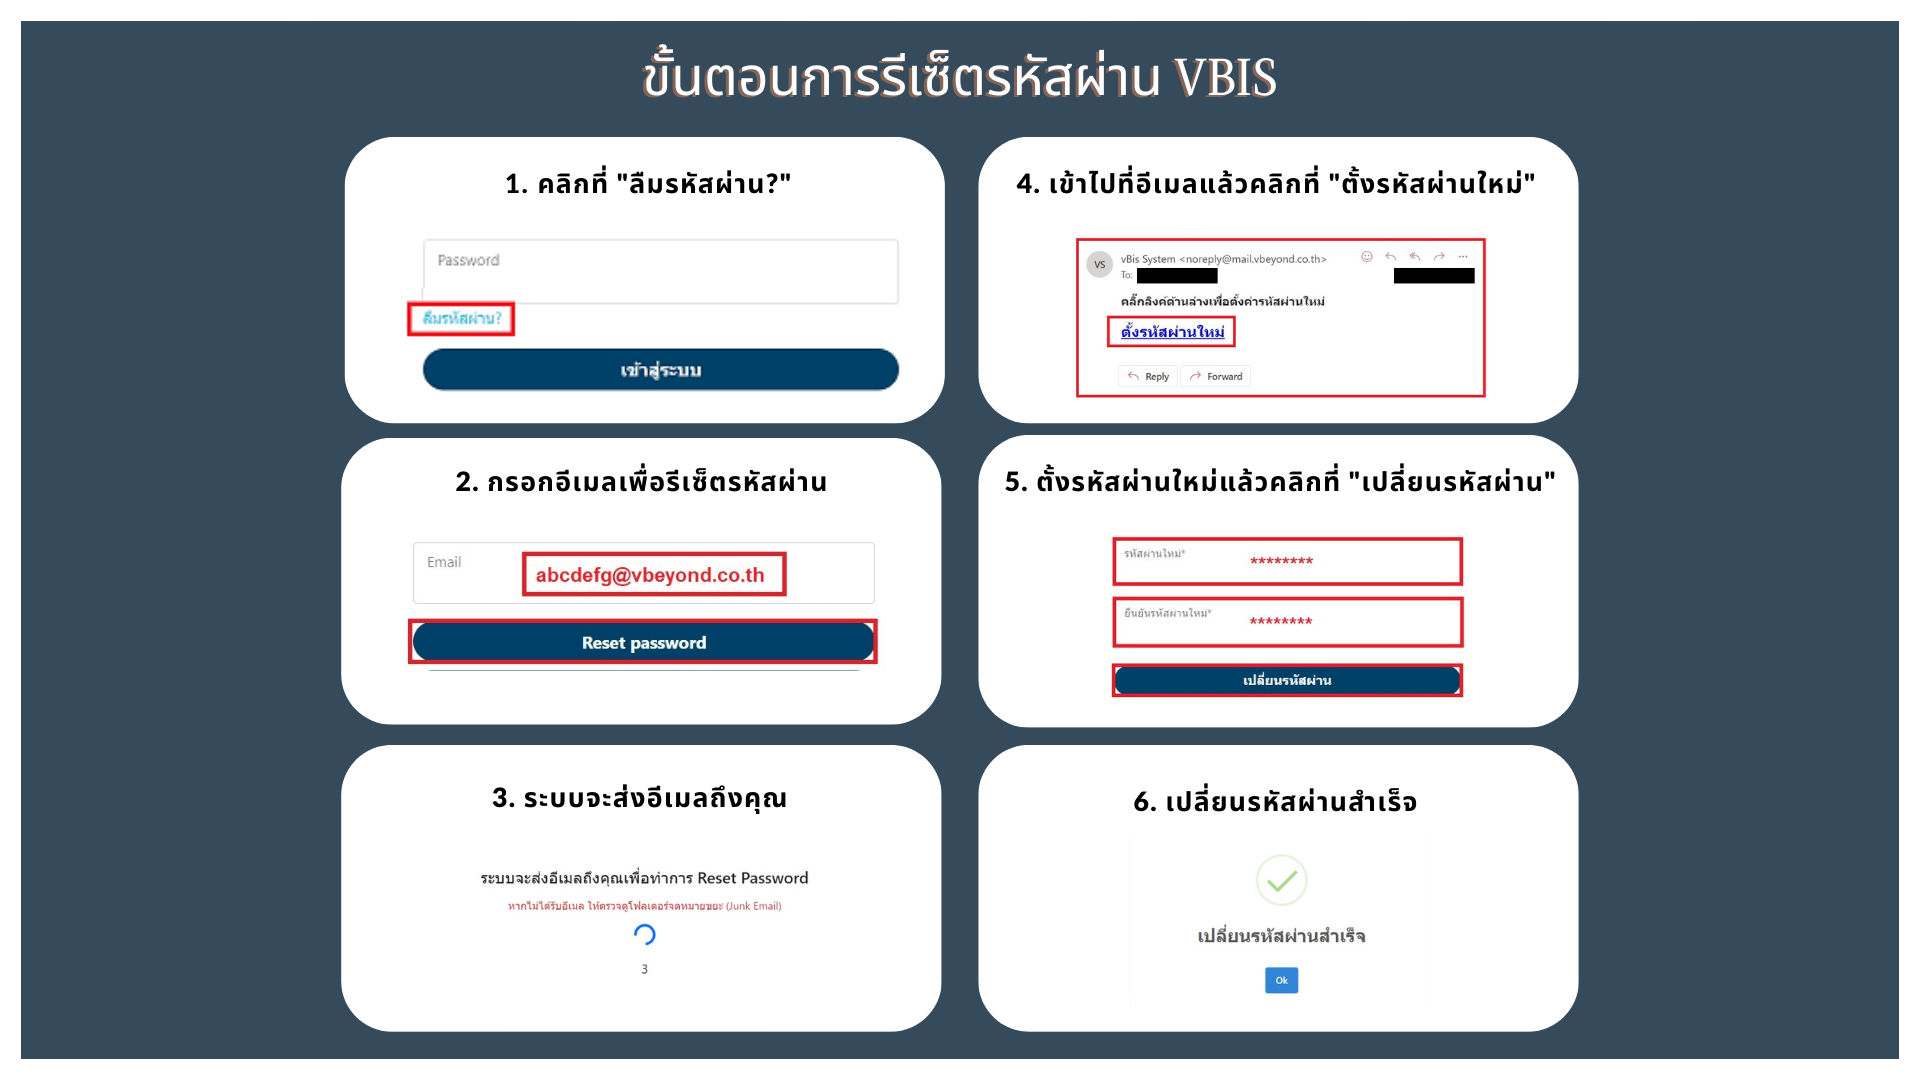 ขั้นตอนการรีเซ็ตรหัสผ่าน VBIS
1. คลิกที่ "ลืมรหัสผ่าน?"
Password
ลืมรหัสผ่าน?
เข้าสู่ระบบ
2. กรอกอีเมลเพื่อรีเซ็ตรหัสผ่าน
Email
abcdefg@vbeyond.co.th
Reset password
3. ระบบจะส่งอีเมลถึงคุณ
ระบบจะส่งอีเมลถึงคุณเพื่อทำการ Reset Password
หากไม่ได้รับอีเมล ให้ตรวจดูโฟลเดอร์จดหมายขยะ (Junk Email)
3
4. เข้าไปที่อีเมลแล้วคลิกที่ "ตั้งรหัสผ่านใหม่"
VS
vBis System <noreply@mail.vbeyond.co.th>
To:
คลิ๊กลิงค์ด้านล่างเพื่อตั้งค่ารหัสผ่านใหม่
ตั้งรหัสผ่านใหม่
Reply
Forward
5. ตั้งรหัสผ่านใหม่แล้วคลิกที่ "เปลี่ยนรหัสผ่าน"
รหัสผ่านใหม่*
********
ยืนยันรหัสผ่านใหม่*
********
เปลี่ยนรหัสผ่าน
6. เปลี่ยนรหัสผ่านสำเร็จ
เปลี่ยนรหัสผ่านสำเร็จ
Ok